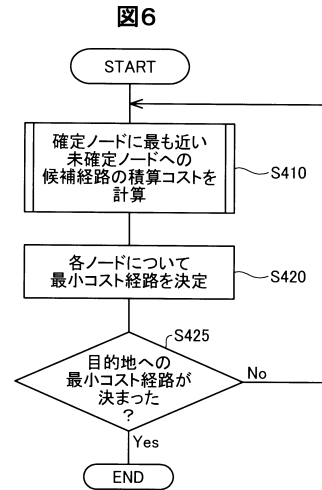 図6
START
確定ノードに最も近い
未確定ノードへの
候補経路の積算コストを
計算
S410
各ノードについて
最小コスト経路を決定
S420
S425
目的地への
最小コスト経路が
決まった
?
No
Yes
END